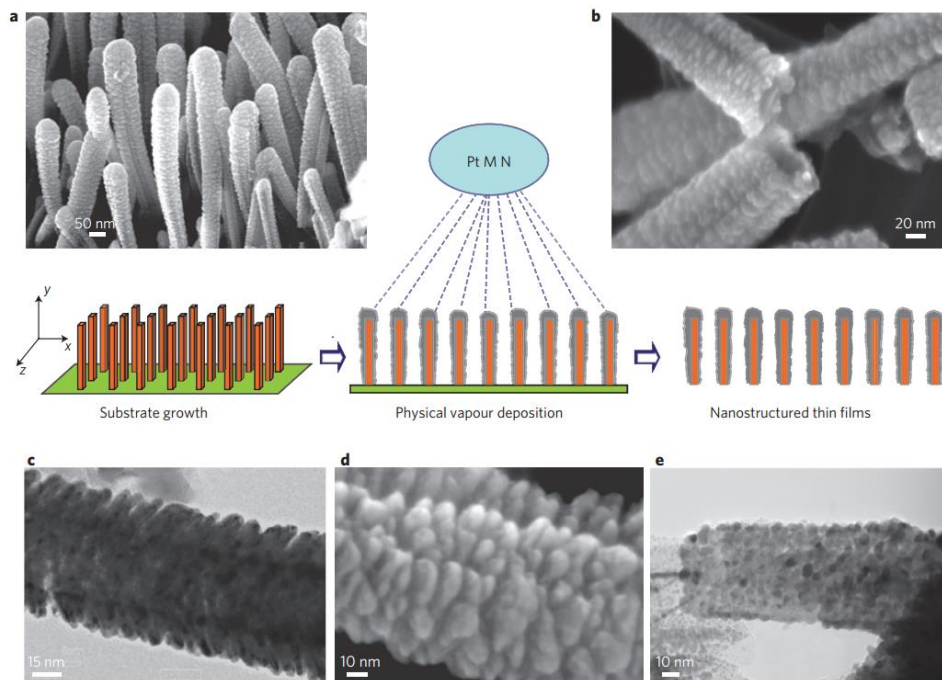 a
b
50 nm
Pt M N
20 nm
y
x
z
Substrate growth
Physical vapour deposition
Nanostructured thin films
c
d
e
15 nm
10 nm
10 nm